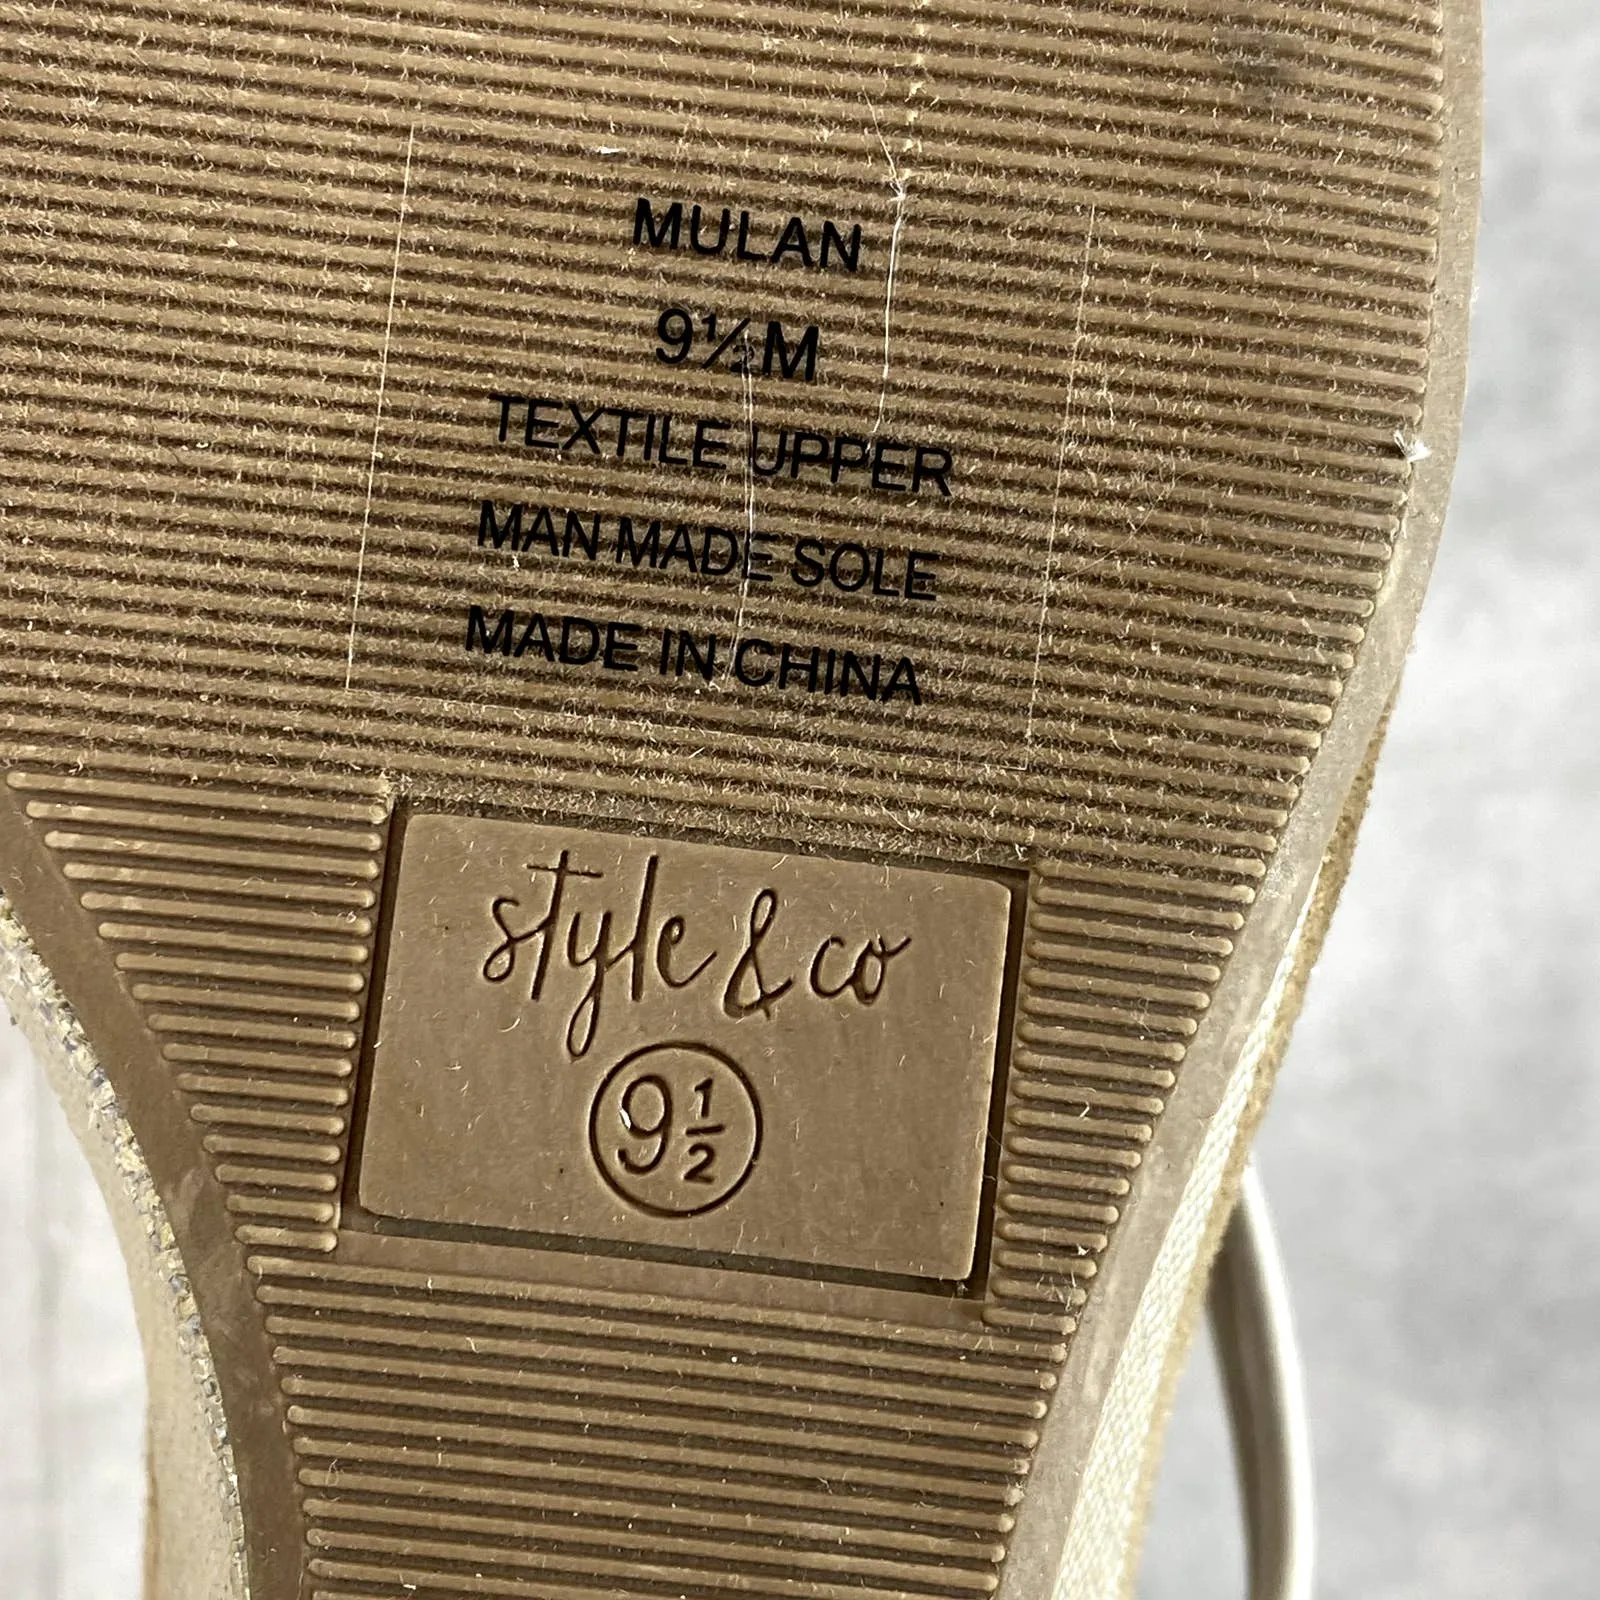 MULAN
9½M
TEXTILE UPPER
MAN MADE SOLE
MADE IN CHINA
style & co
9½